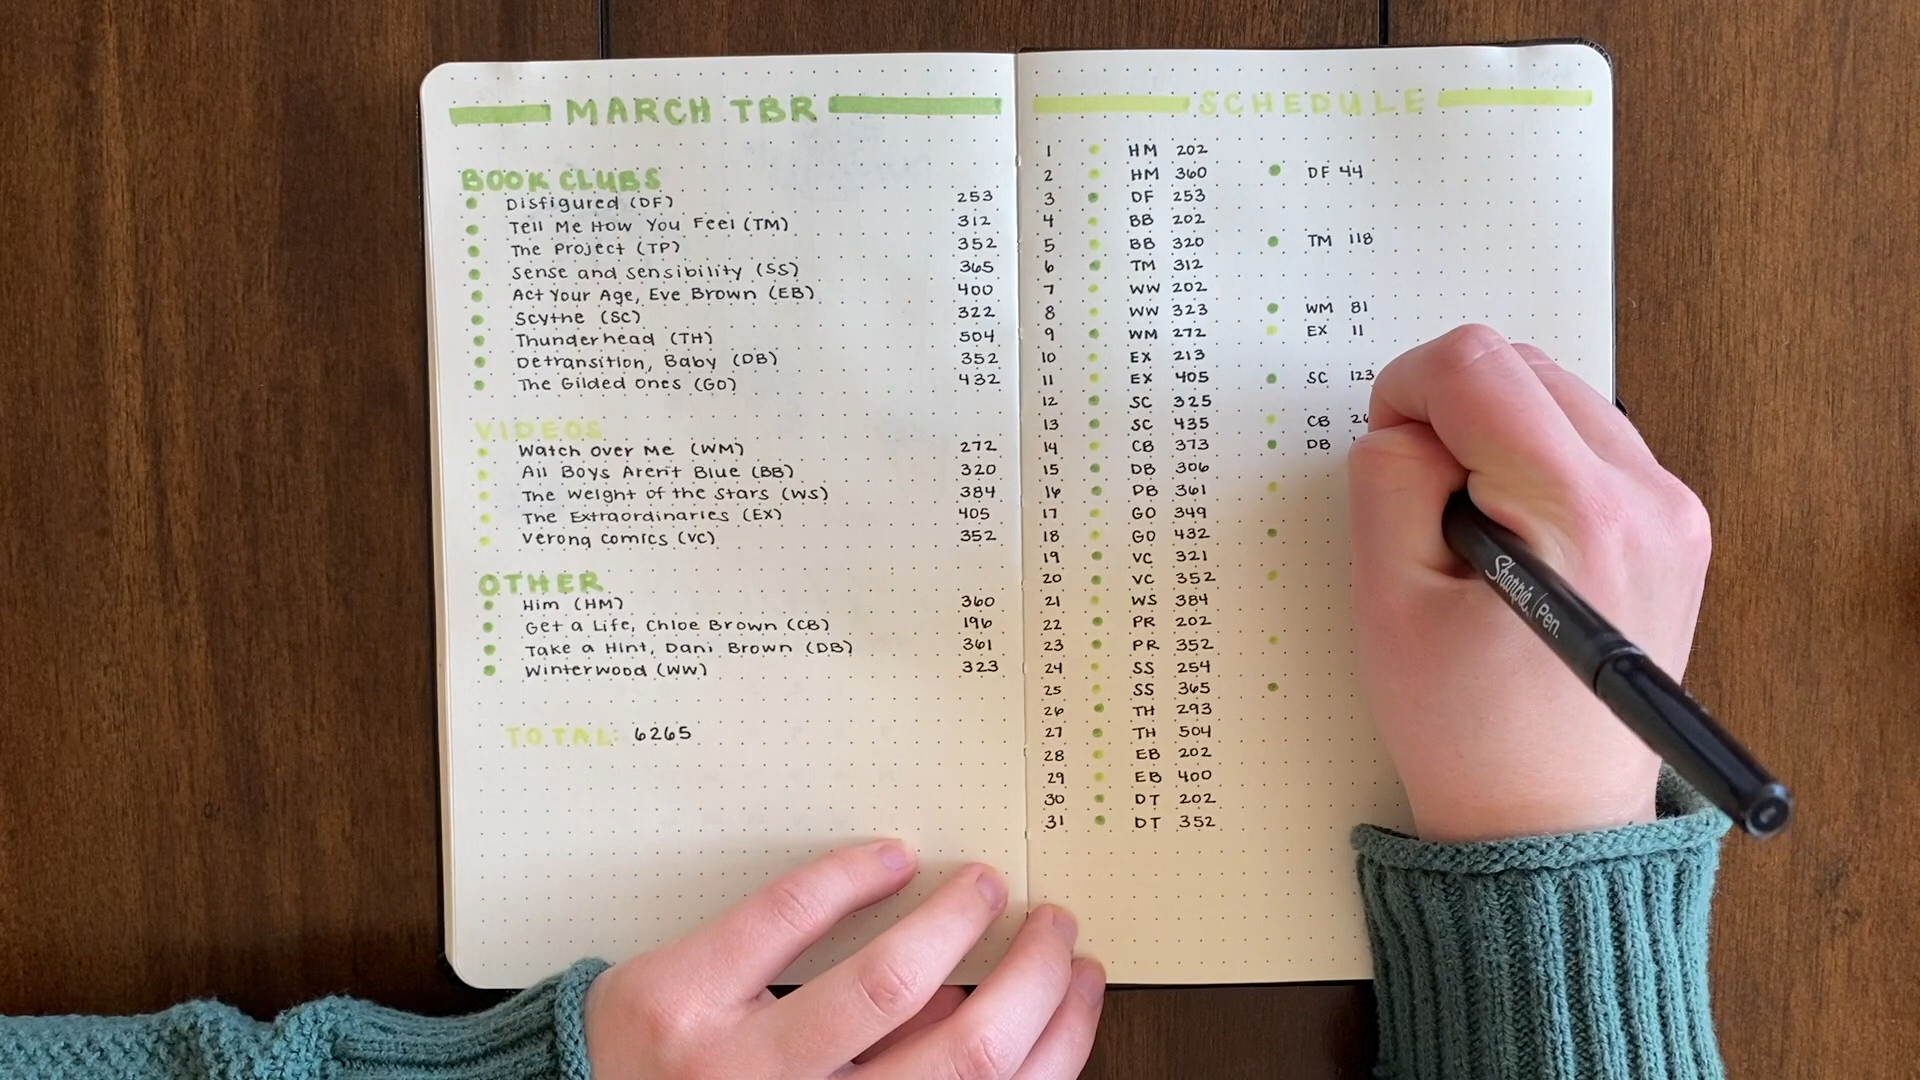 MARCH TBR
BOOK CLUBS
Disfigured (DF) 253
Tell Me How You Feel (TM) 312
The Project (TP) 352
Sense and Sensibility (SS) 365
Act Your Age, Eve Brown (EB) 400
Scythe (SC) 322
Thunderhead (TH) 504
Detransition, Baby (DB) 352
The Gilded Ones (GO) 432
VIDEOS
Watch Over Me (WM) 272
All Boys Aren't Blue (BB) 320
The Weight of the Stars (WS) 384
The Extraordinaries (EX) 405
Verona Comics (VC) 352
OTHER
Him (HM) 360
Get a Life, Chloe Brown (CB) 196
Take a Hint, Dani Brown (DB) 361
Winterwood (WW) 323
TOTAL: 6265
SCHEDULE
1 HM 202
2 HM 360 DF 44
3 DF 253
4 BB 202
5 BB 320 TM 118
6 TM 312
7 WW 202
8 WW 323 WM 81
9 WM 272 EX 11
10 EX 213
11 EX 405 SC 123
12 SC 325
13 SC 435 CB
14 CB 373 DB
15 DB 306
16 DB 361
17 GO 349
18 GO 432
19 VC 321
20 VC 352
21 WS 384
22 PR 202
23 PR 352
24 SS 254
25 SS 365
26 TH 293
27 TH 504
28 EB 202
29 EB 400
30 DT 202
31 DT 352
Sharpie Pen.